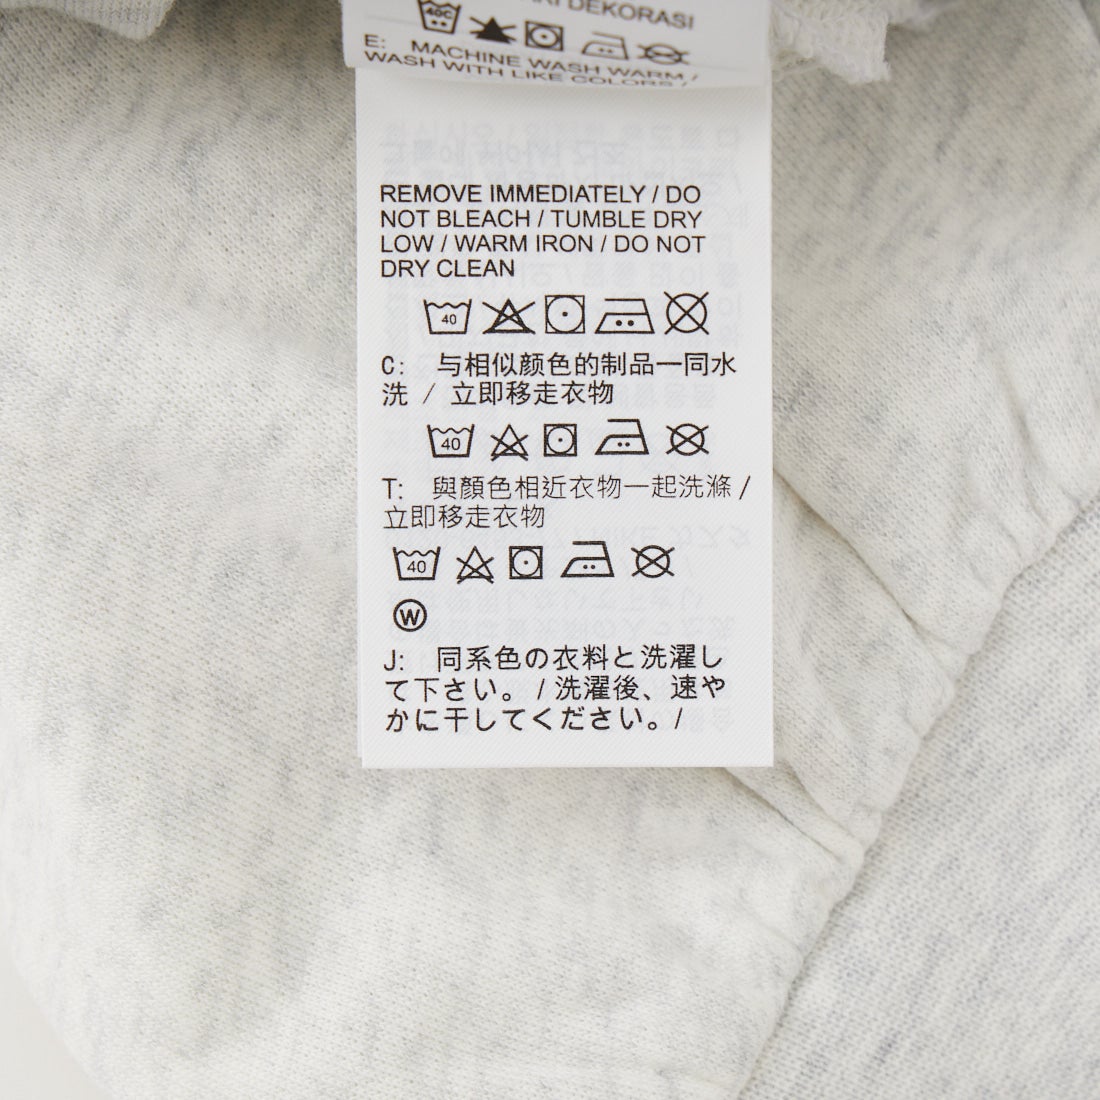 DEKORASI
40C
E: MACHINE WASH WARM /
WASH WITH LIKE COLORS /
REMOVE IMMEDIATELY / DO
NOT BLEACH / TUMBLE DRY
LOW / WARM IRON / DO NOT
DRY CLEAN
40
C: 与相似颜色的制品一同水
洗 / 立即移走衣物
40
T: 與顏色相近衣物一起洗滌 /
立即移走衣物
40
W
J: 同系色の衣料と洗濯し
て下さい。 / 洗濯後、速や
かに干してください。/